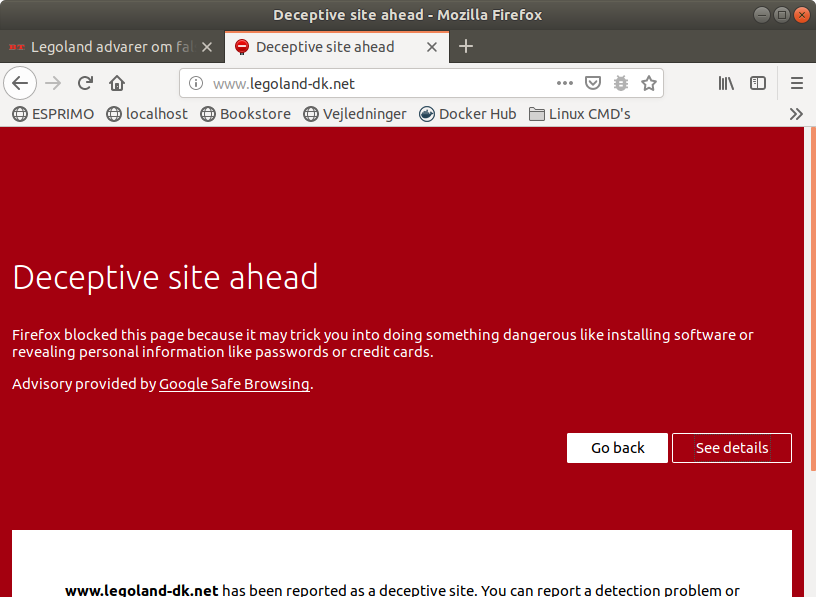 Deceptive site ahead - Mozilla Firefox
BT Legoland advarer om fal
Deceptive site ahead
www.legoland-dk.net
ESPRIMO localhost Bookstore Vejledninger Docker Hub Linux CMD's
Deceptive site ahead
Firefox blocked this page because it may trick you into doing something dangerous like installing software or
revealing personal information like passwords or credit cards.
Advisory provided by Google Safe Browsing.
Go back See details
www.legoland-dk.net has been reported as a deceptive site. You can report a detection problem or